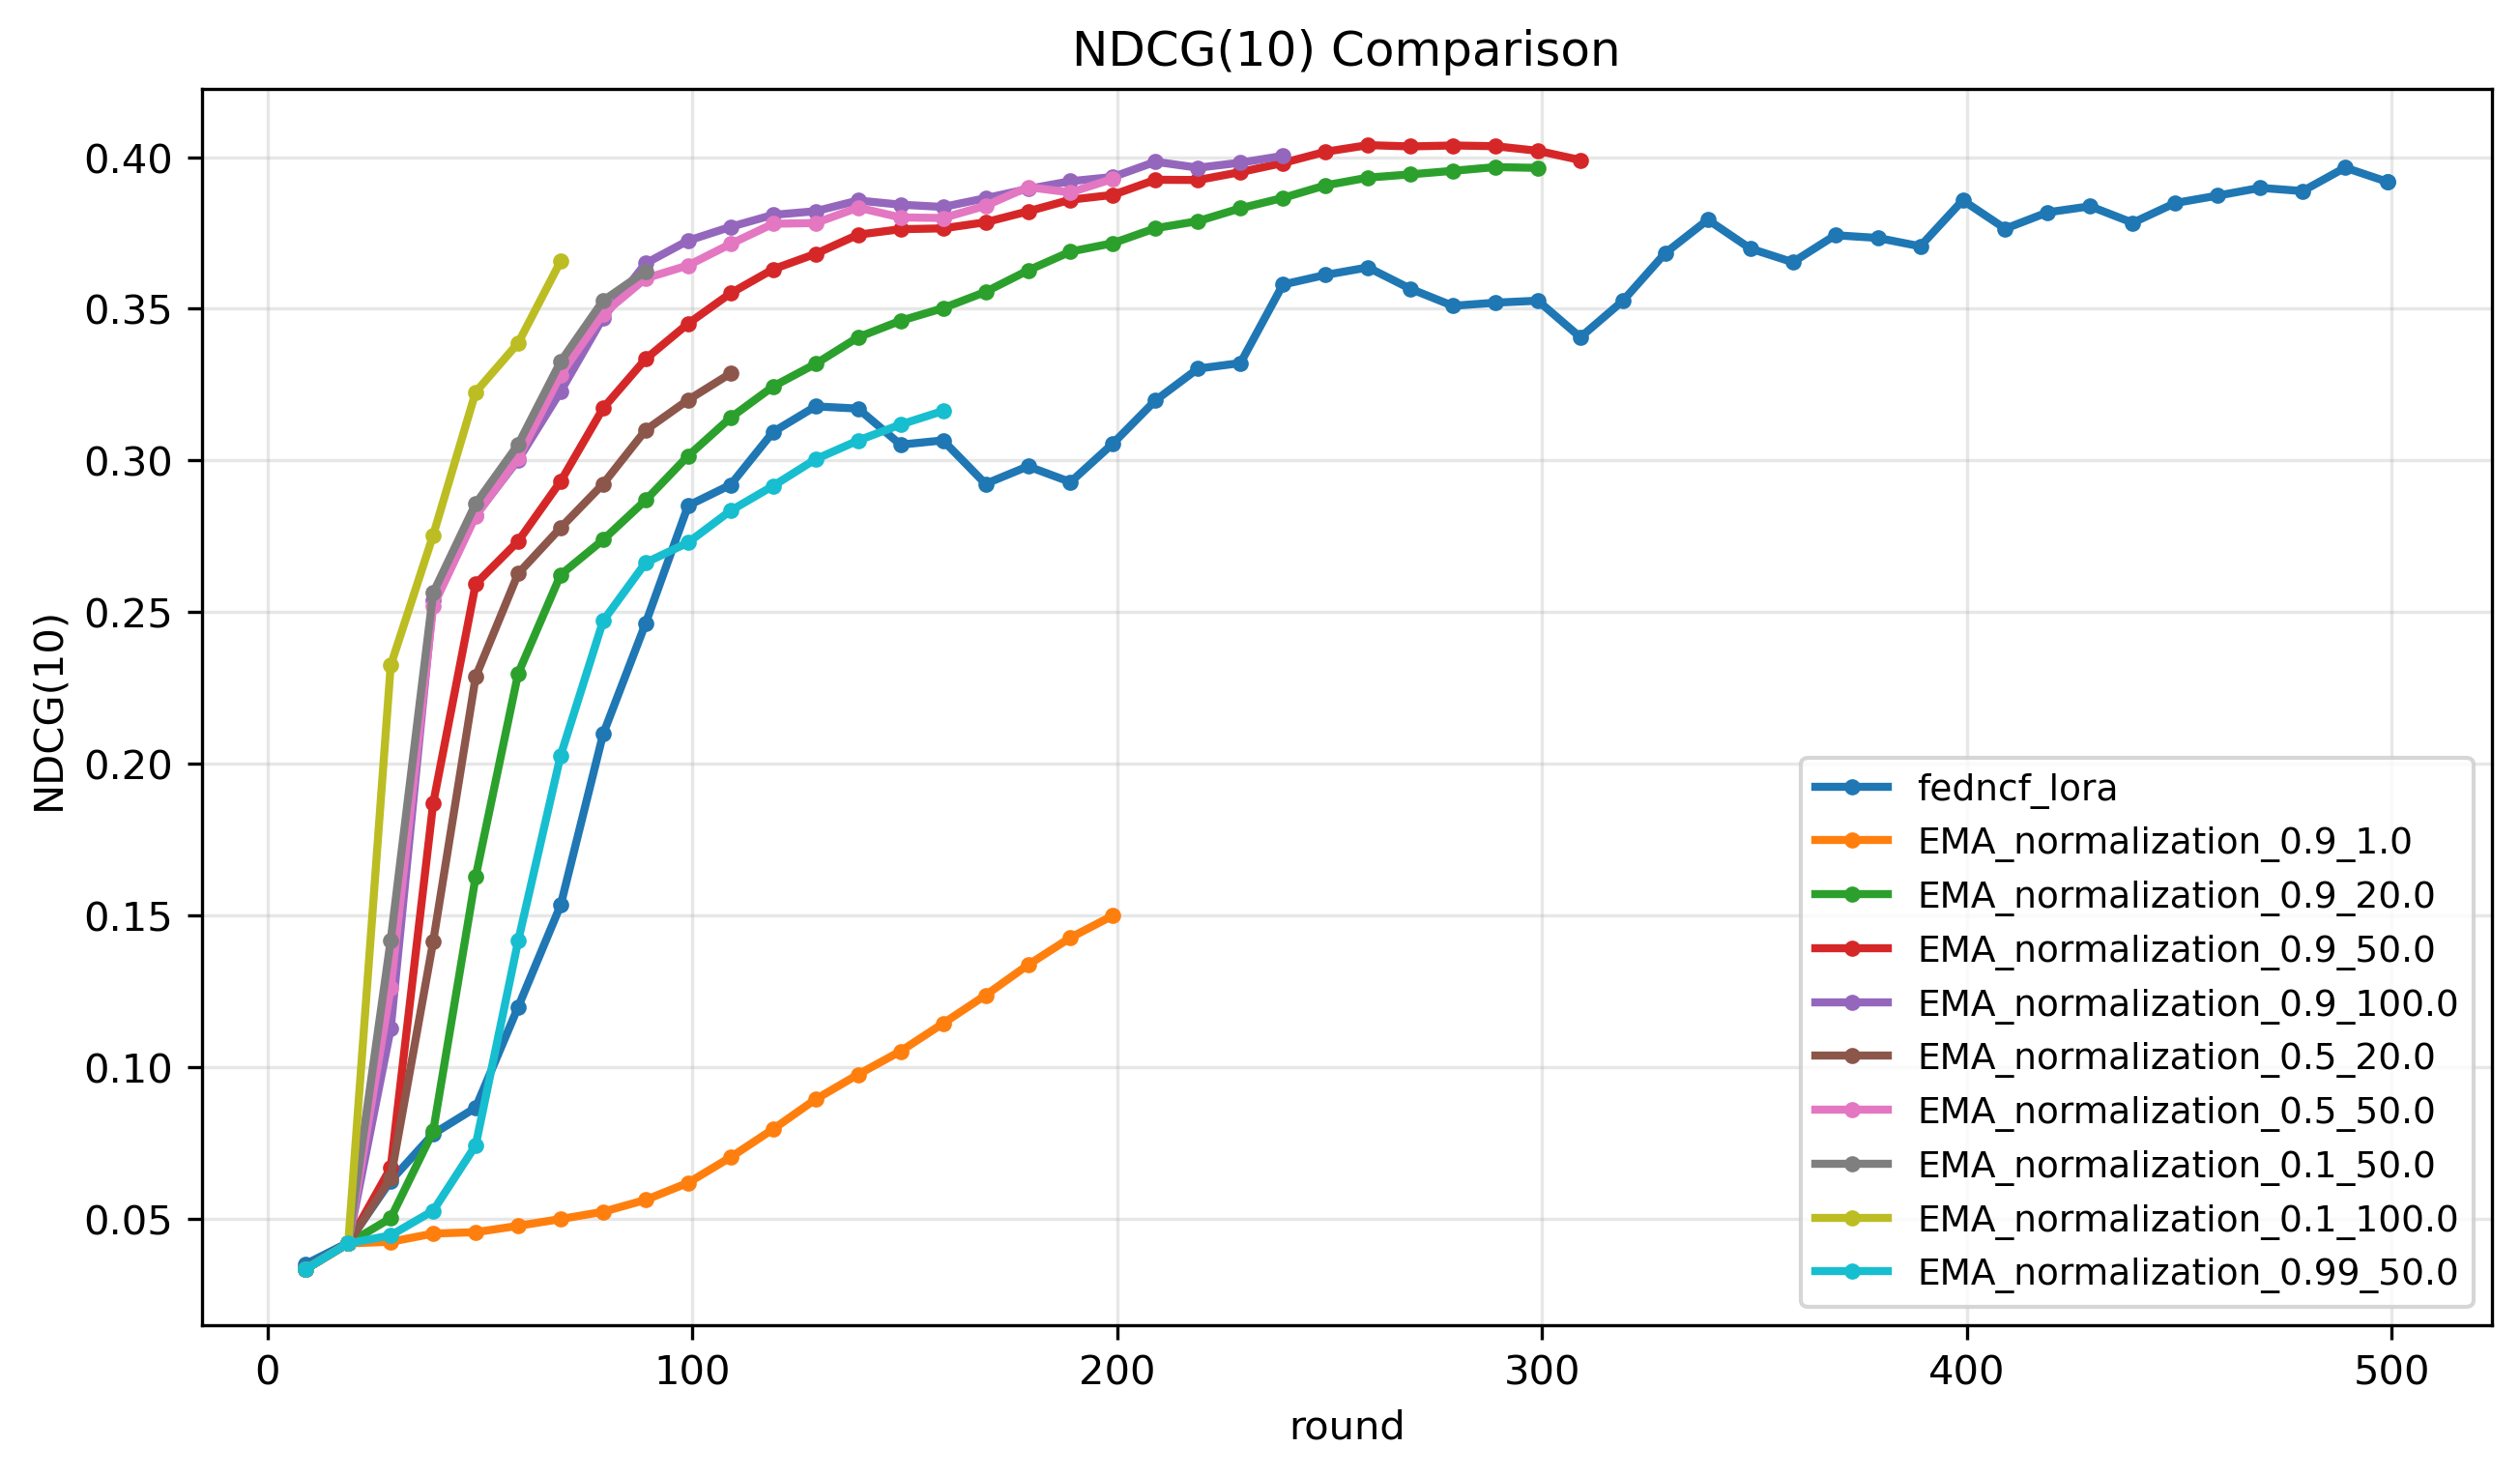 NDCG(10) Comparison
NDCG(10)
0.40
0.35
0.30
0.25
0.20
0.15
0.10
0.05
0
100
200
300
400
500
round
fedncf_lora
EMA_normalization_0.9_1.0
EMA_normalization_0.9_20.0
EMA_normalization_0.9_50.0
EMA_normalization_0.9_100.0
EMA_normalization_0.5_20.0
EMA_normalization_0.5_50.0
EMA_normalization_0.1_50.0
EMA_normalization_0.1_100.0
EMA_normalization_0.99_50.0